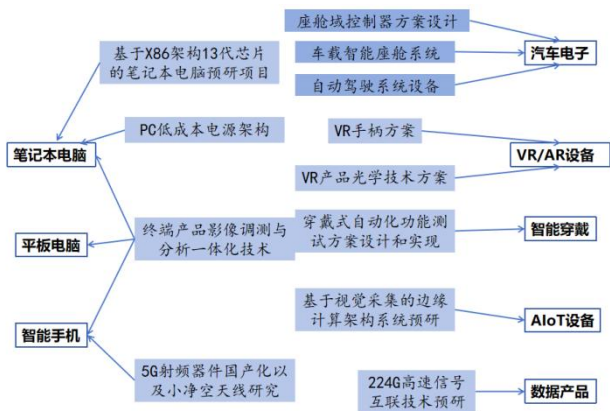 座舱域控制器方案设计
车载智能座舱系统
自动驾驶系统设备
汽车电子
基于X86架构13代芯片
的笔记本电脑预研项目
PC低成本电源架构
笔记本电脑
VR手柄方案
VR产品光学技术方案
VR/AR设备
终端产品影像调测与
分析一体化技术
平板电脑
穿戴式自动化功能测
试方案设计和实现
智能穿戴
智能手机
基于视觉采集的边缘
计算架构系统预研
AIoT设备
5G射频器件国产化以
及小净空天线研究
224G高速信号
互联技术预研
数据产品